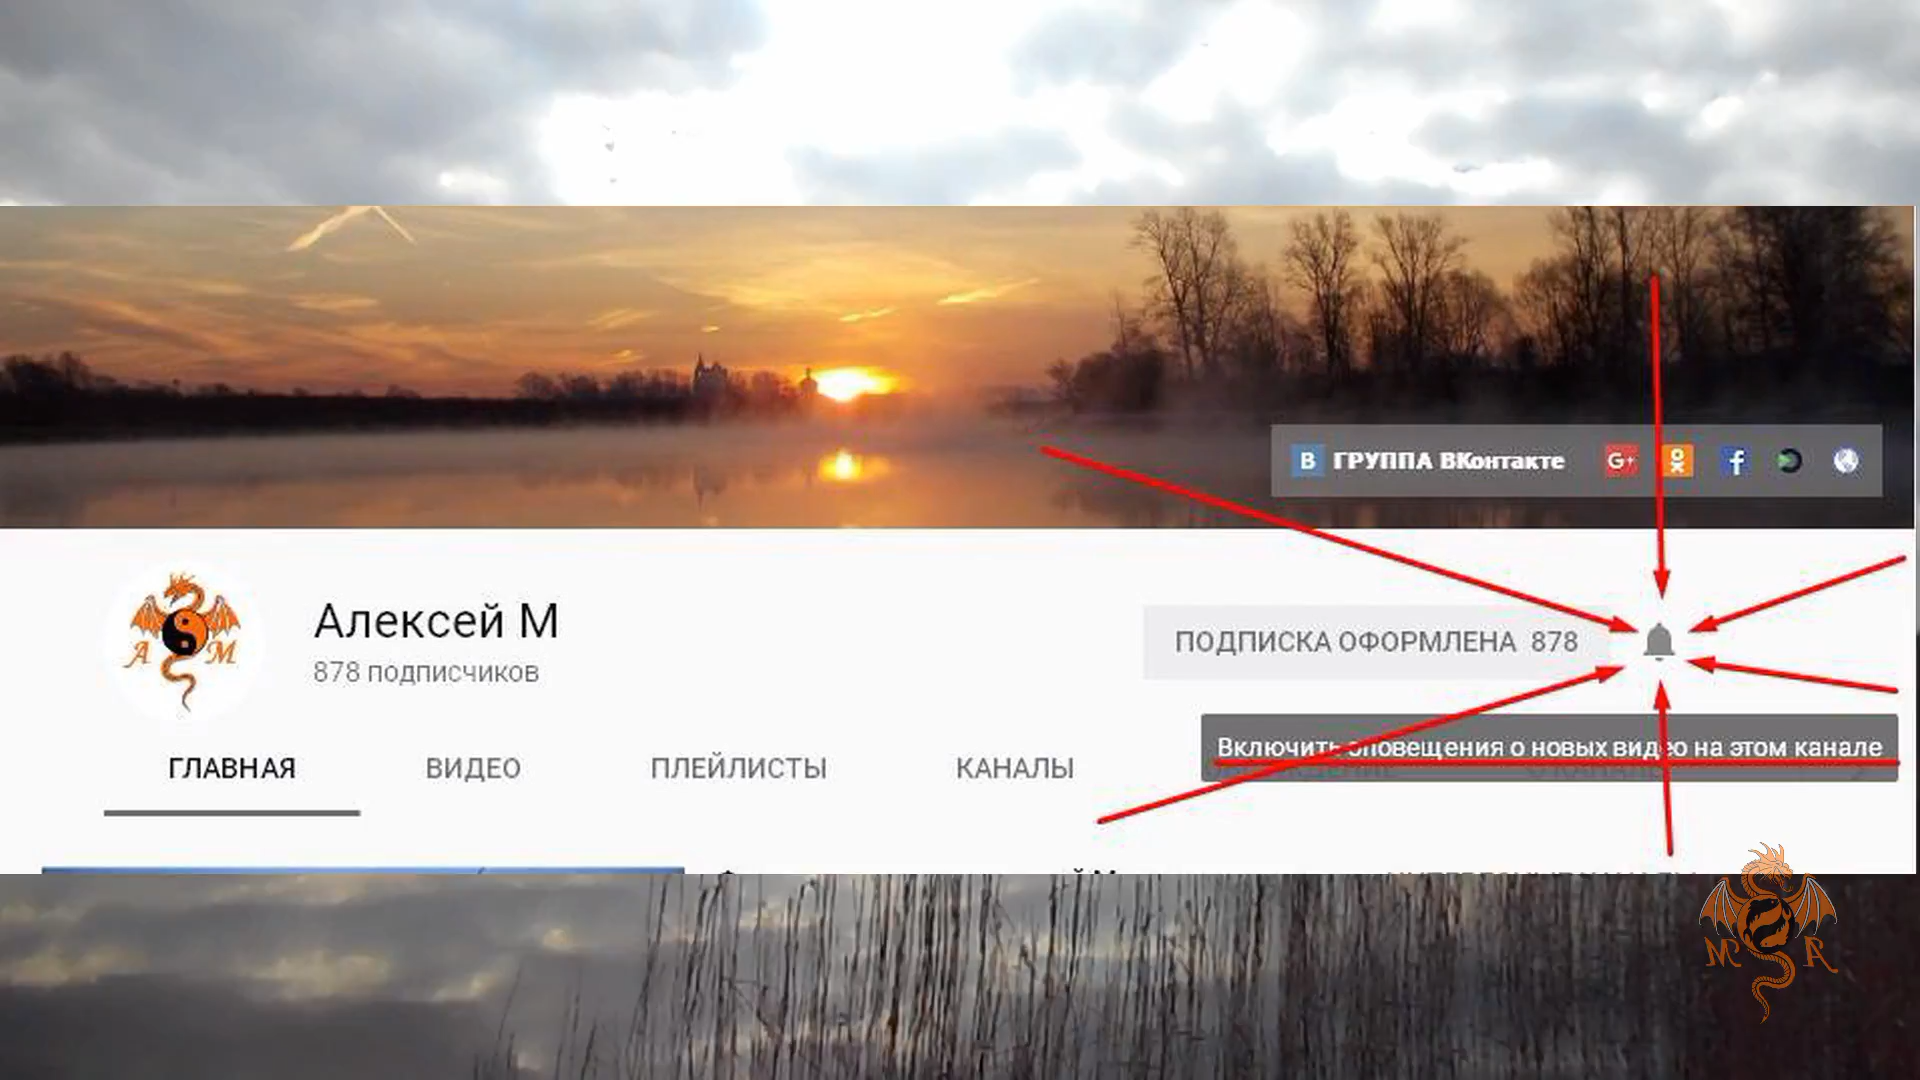 В ГРУППА ВКонтакте G+ f
Алексей М
878 подписчиков
А М
ПОДПИСКА ОФОРМЛЕНА 878
Включить оповещения о новых видео на этом канале
ГЛАВНАЯ ВИДЕО ПЛЕЙЛИСТЫ КАНАЛЫ
М А